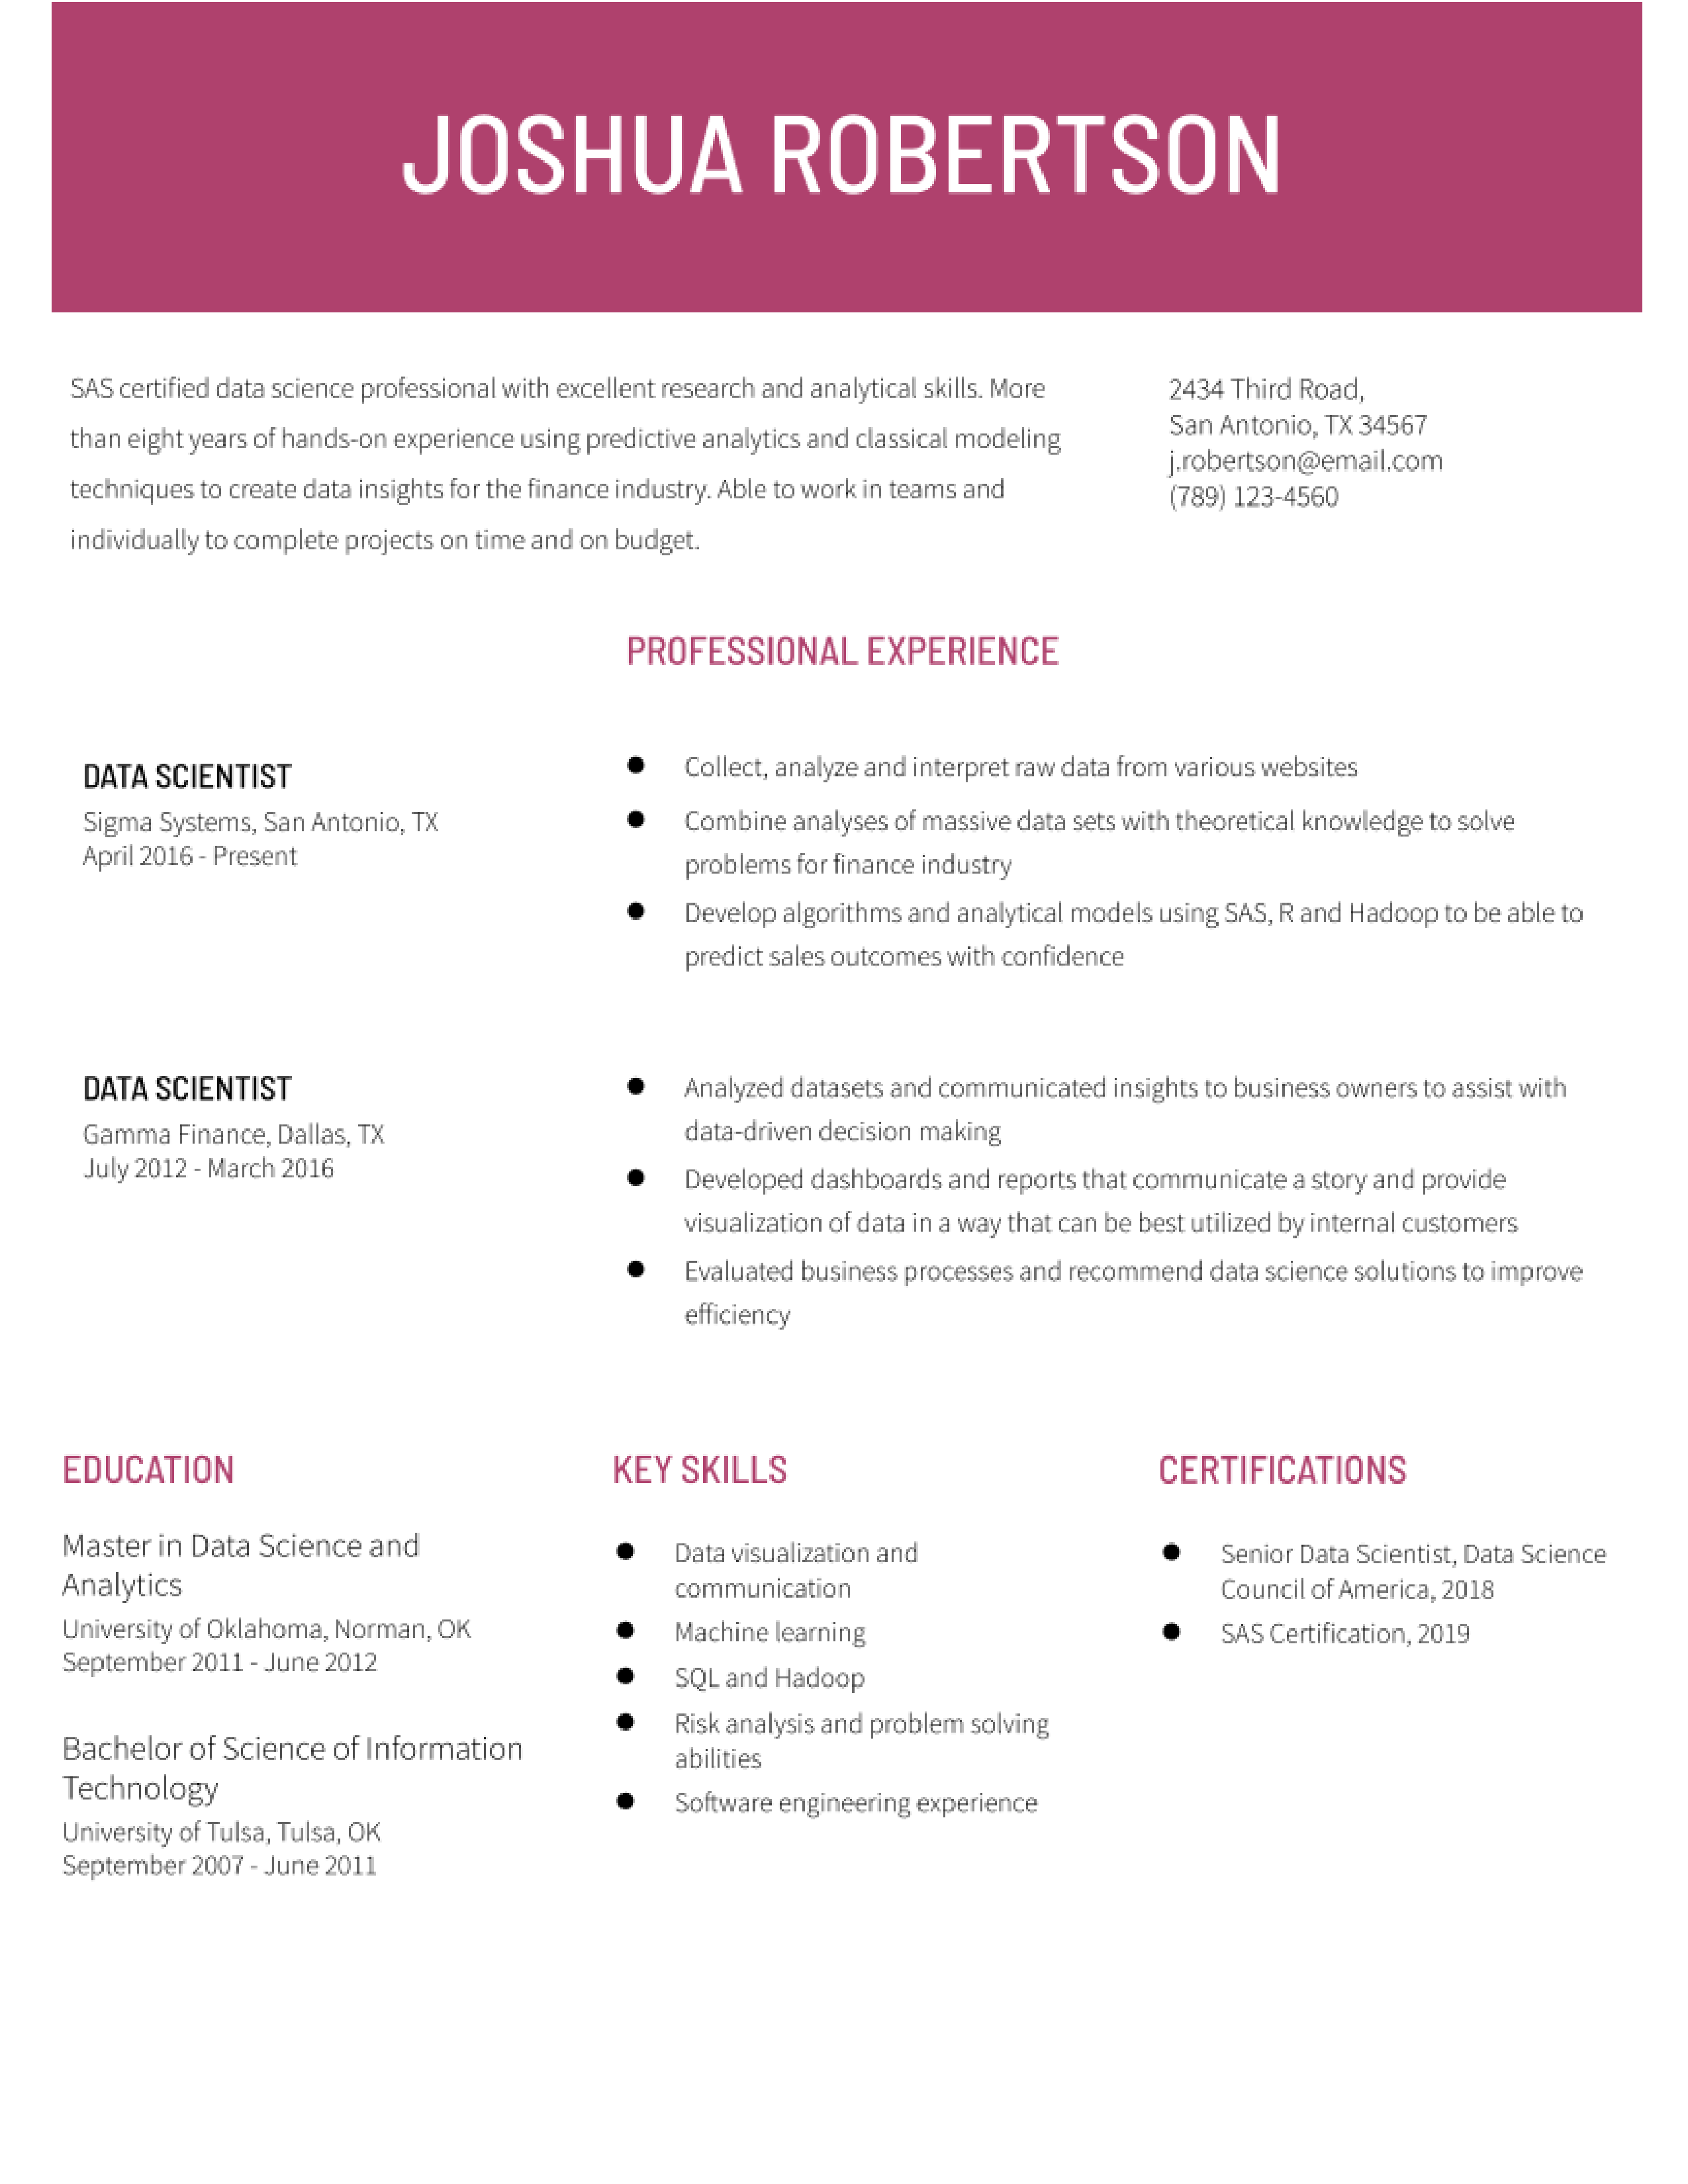 JOSHUA ROBERTSON
SAS certified data science professional with excellent research and analytical skills. More
than eight years of hands-on experience using predictive analytics and classical modeling
techniques to create data insights for the finance industry. Able to work in teams and
individually to complete projects on time and on budget.
2434 Third Road,
San Antonio, TX 34567
j.robertson@email.com
(789) 123-4560
PROFESSIONAL EXPERIENCE
DATA SCIENTIST
Sigma Systems, San Antonio, TX
April 2016 - Present
● Collect, analyze and interpret raw data from various websites
● Combine analyses of massive data sets with theoretical knowledge to solve
problems for finance industry
● Develop algorithms and analytical models using SAS, R and Hadoop to be able to
predict sales outcomes with confidence
DATA SCIENTIST
Gamma Finance, Dallas, TX
July 2012 - March 2016
● Analyzed datasets and communicated insights to business owners to assist with
data-driven decision making
● Developed dashboards and reports that communicate a story and provide
visualization of data in a way that can be best utilized by internal customers
● Evaluated business processes and recommend data science solutions to improve
efficiency
EDUCATION
Master in Data Science and
Analytics
University of Oklahoma, Norman, OK
September 2011 - June 2012
Bachelor of Science of Information
Technology
University of Tulsa, Tulsa, OK
September 2007 - June 2011
KEY SKILLS
● Data visualization and
communication
● Machine learning
● SQL and Hadoop
● Risk analysis and problem solving
abilities
● Software engineering experience
CERTIFICATIONS
● Senior Data Scientist, Data Science
Council of America, 2018
● SAS Certification, 2019